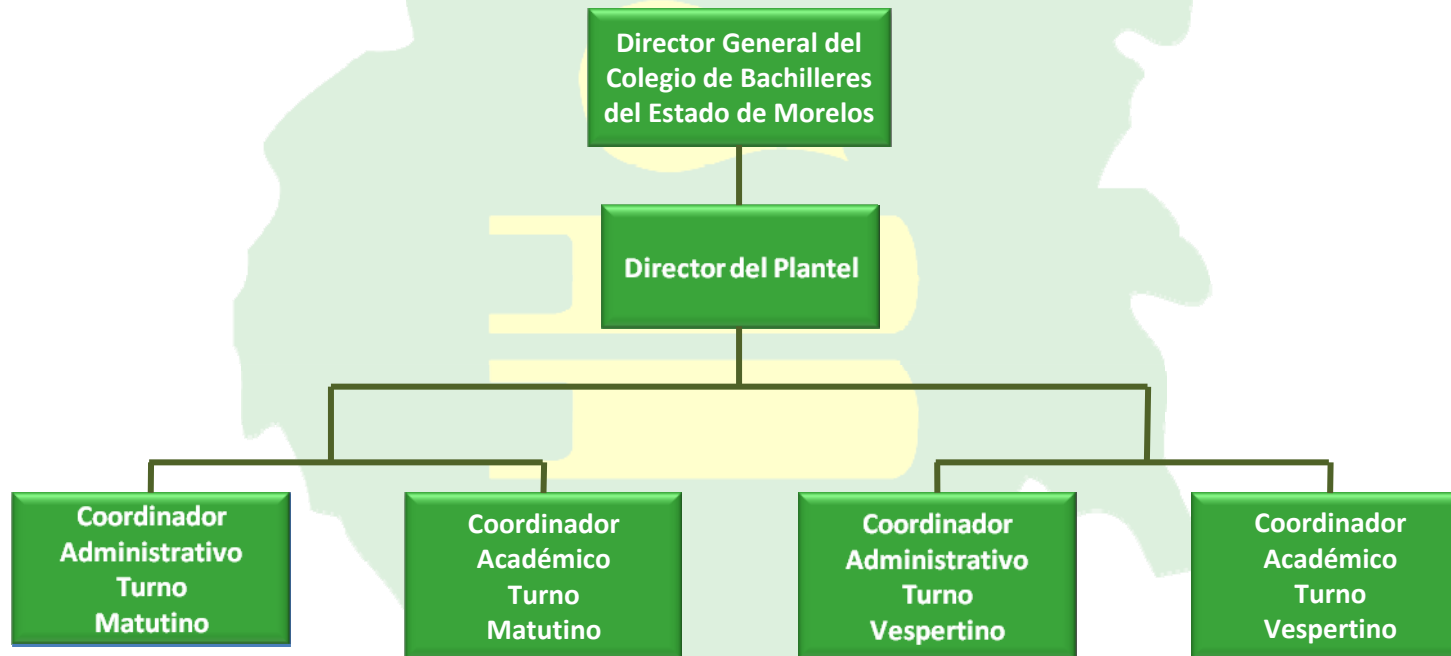 Director General del
Colegio de Bachilleres
del Estado de Morelos
Director del Plantel
Coordinador
Administrativo
Turno
Matutino
Coordinador
Académico
Turno
Matutino
Coordinador
Administrativo
Turno
Vespertino
Coordinador
Académico
Turno
Vespertino